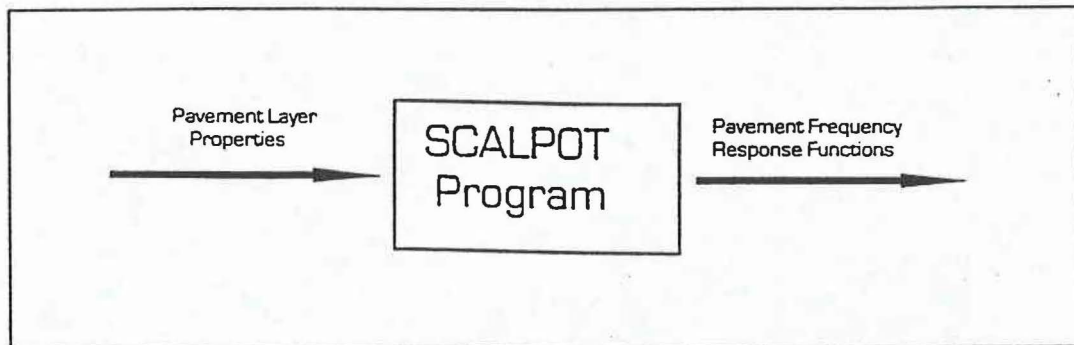 Pavement Layer
Properties
SCALPOT
Program
Pavement Frequency
Response Functions